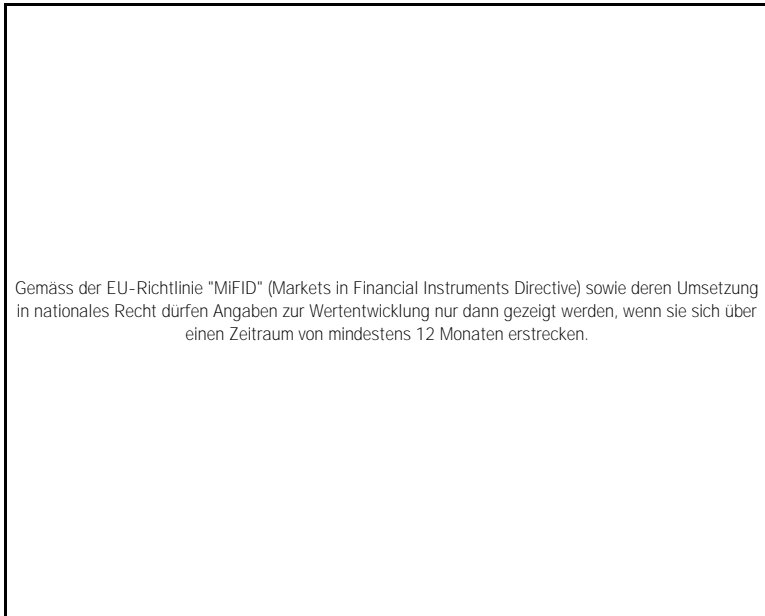 Gemäss der EU-Richtlinie "MiFID" (Markets in Financial Instruments Directive) sowie deren Umsetzung
in nationales Recht dürfen Angaben zur Wertentwicklung nur dann gezeigt werden, wenn sie sich über
einen Zeitraum von mindestens 12 Monaten erstrecken.